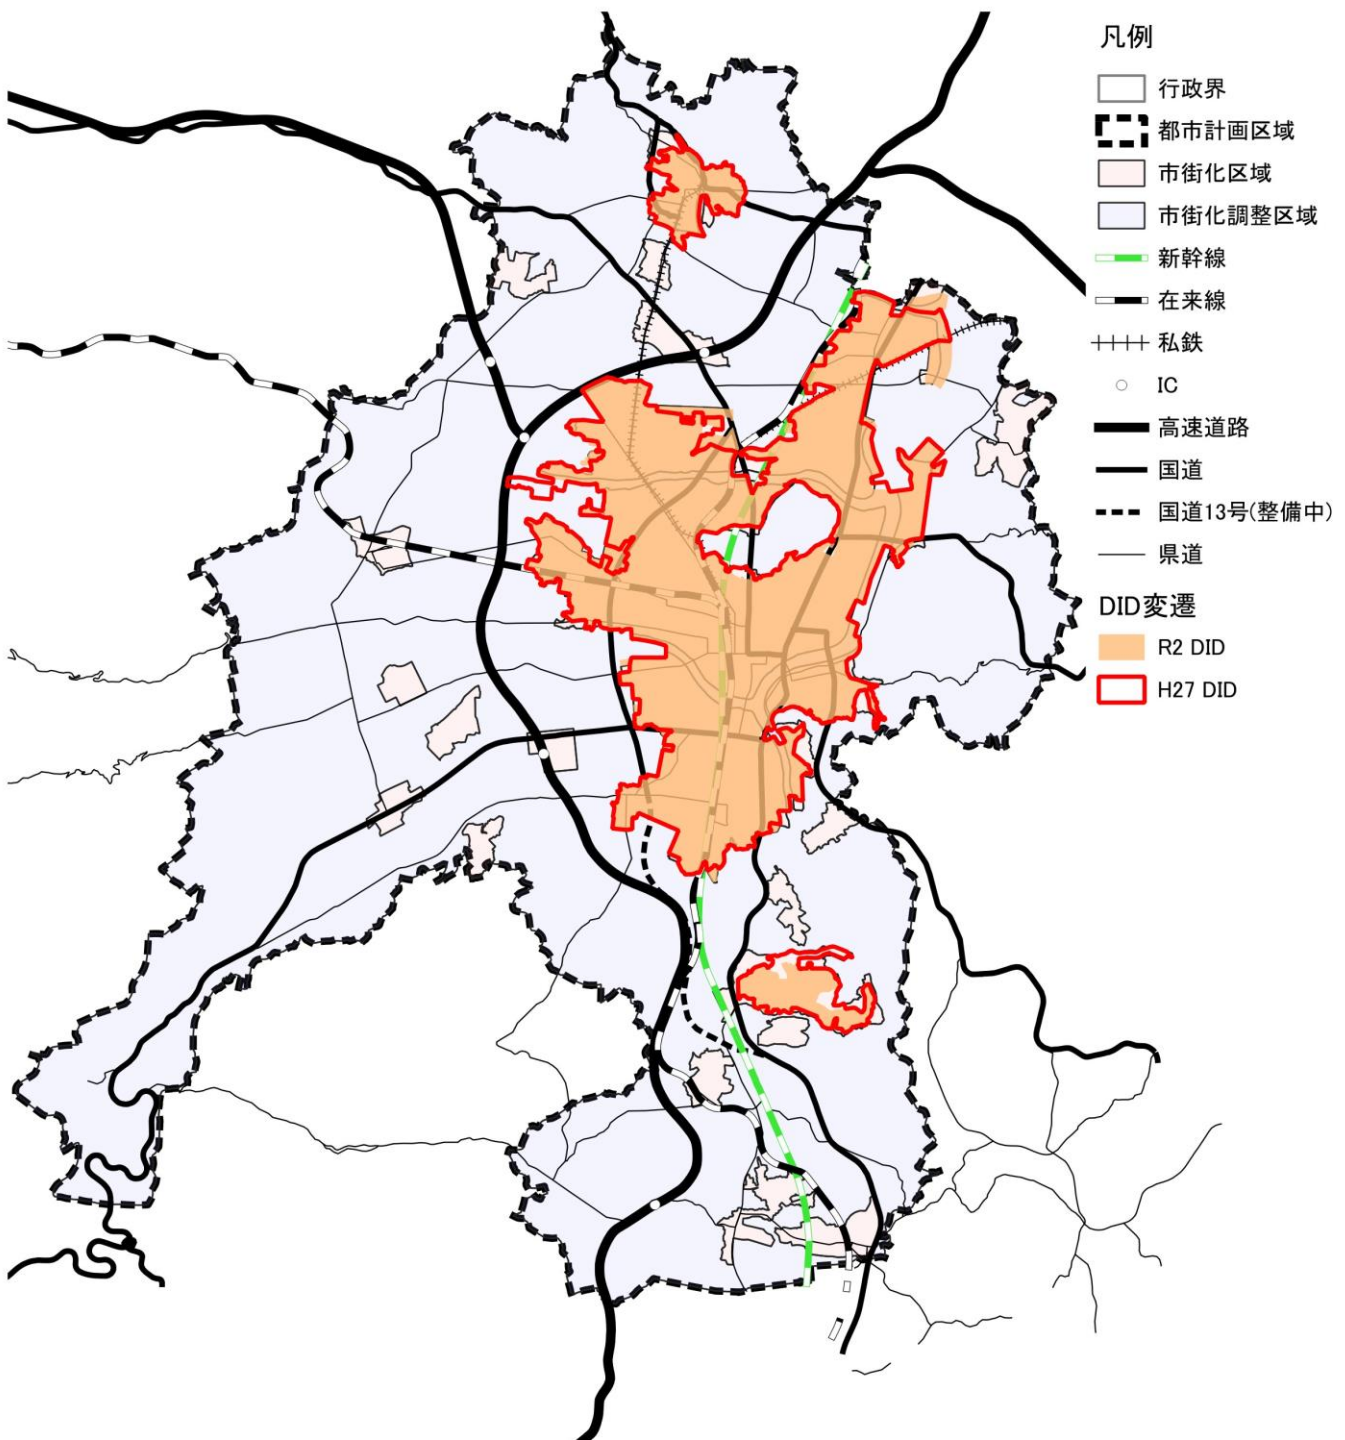 凡例
行政界
都市計画区域
市街化区域
市街化調整区域
新幹線
在来線
私鉄
IC
高速道路
国道
国道13号(整備中)
県道
DID変遷
R2 DID
H27 DID